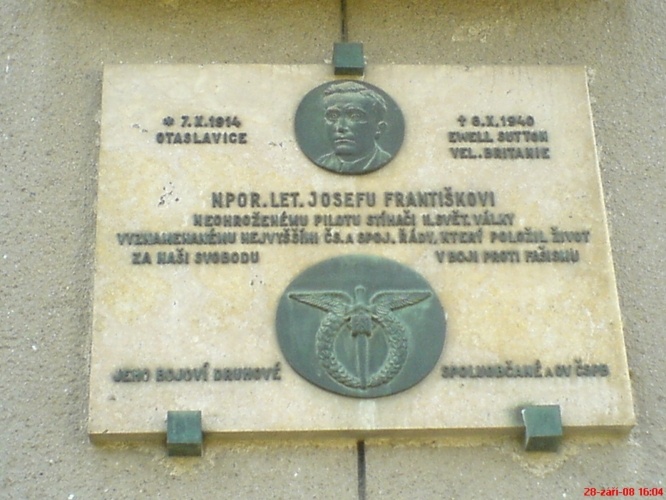 * 7.X.1914
OTASLAVICE
† 8.X.1940
EWELL SUTTON
VEL. BRITANIE
NPOR. LET. JOSEFU FRANTIŠKOVI
NEOHROŽENÉMU PILOTU STÍHAČI II. SVĚT. VÁLKY
VYZNAMENANÉMU NEJVYŠŠÍMI ČS. A SPOJ. ŘÁDY, KTERÝ POLOŽIL ŽIVOT
ZA NAŠI SVOBODU V BOJI PROTI FAŠISMU
JEHO BOJOVÍ DRUHOVÉ SPOLUOBČANÉ A OV ČSPB
28-září-08 16:04